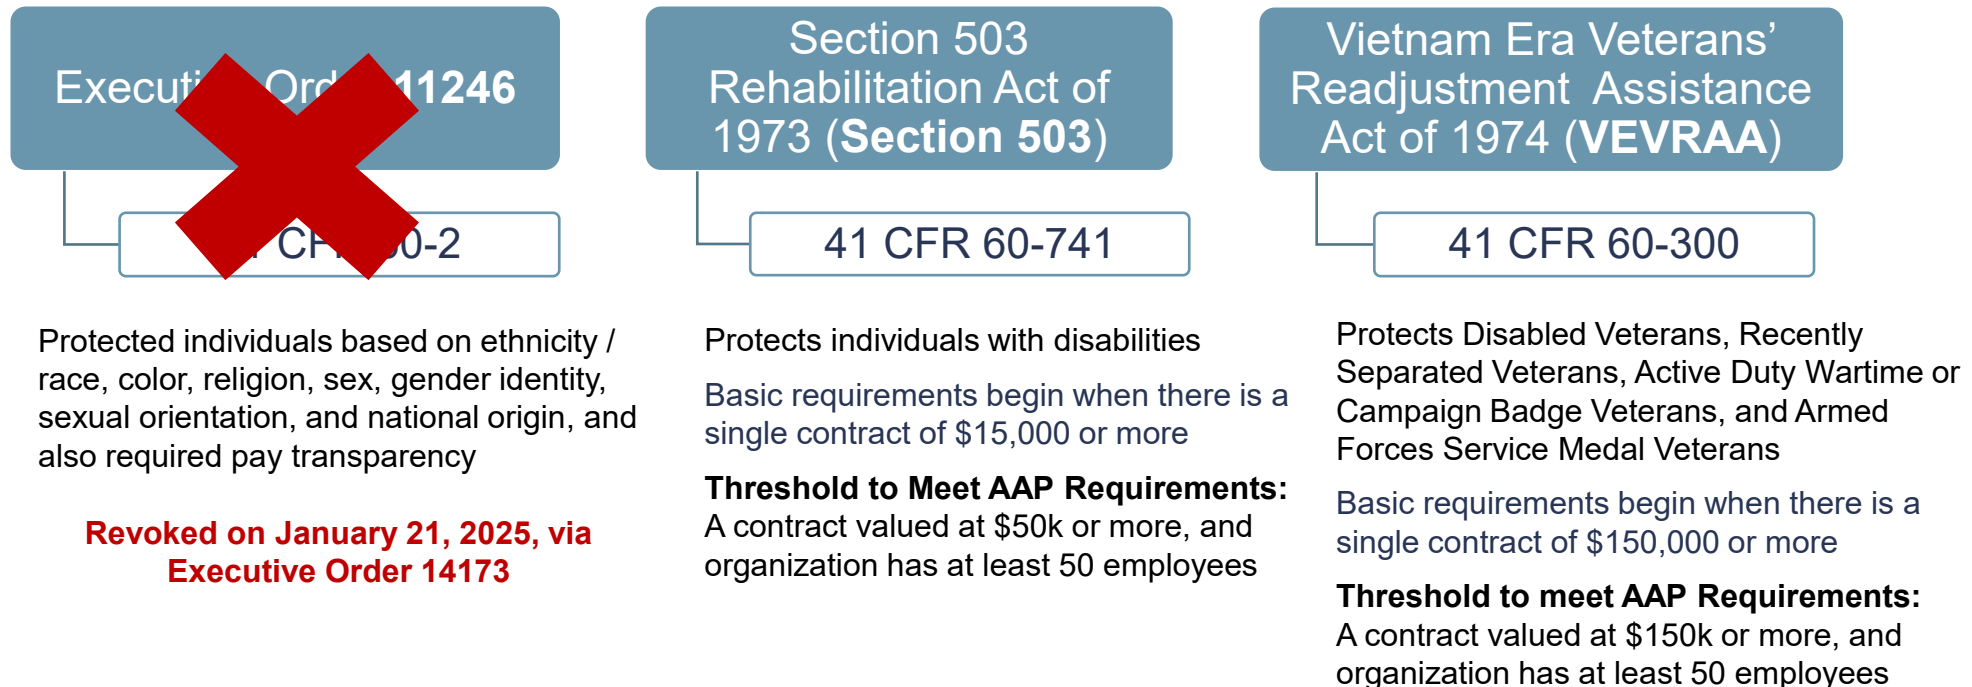 Order 11246
CFR 60-2
Protected individuals based on ethnicity /
race, color, religion, sex, gender identity,
sexual orientation, and national origin, and
also required pay transparency
Revoked on January 21, 2025, via
Executive Order 14173
Section 503
Rehabilitation Act of
1973 (Section 503)
41 CFR 60-741
Protects individuals with disabilities
Basic requirements begin when there is a
single contract of $15,000 or more
Threshold to Meet AAP Requirements:
A contract valued at $50k or more, and
organization has at least 50 employees
Vietnam Era Veterans’
Readjustment Assistance
Act of 1974 (VEVRAA)
41 CFR 60-300
Protects Disabled Veterans, Recently
Separated Veterans, Active Duty Wartime or
Campaign Badge Veterans, and Armed
Forces Service Medal Veterans
Basic requirements begin when there is a
single contract of $150,000 or more
Threshold to meet AAP Requirements:
A contract valued at $150k or more, and
organization has at least 50 employees